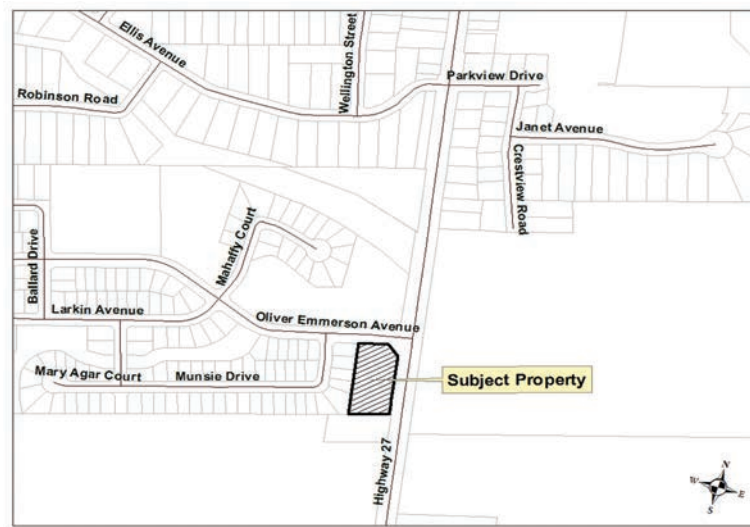 Ellis Avenue
Wellington Street
Parkview Drive
Robinson Road
Janet Avenue
Crestview Road
Mahaffy Court
Ballard Drive
Larkin Avenue
Oliver Emmerson Avenue
Mary Agar Court
Munsie Drive
Subject Property
Highway 27
N
W
E
S